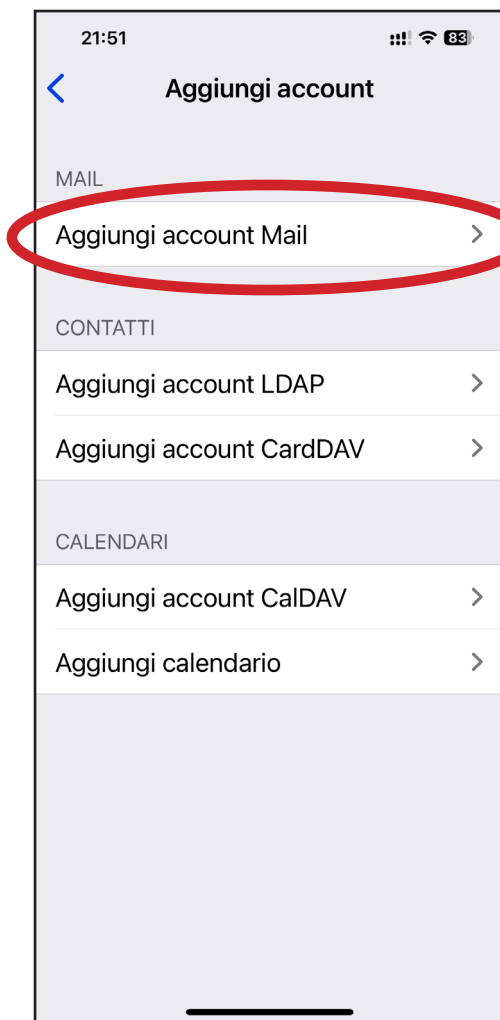 21:51 83
Aggiungi account
MAIL
Aggiungi account Mail
CONTATTI
Aggiungi account LDAP
Aggiungi account CardDAV
CALENDARI
Aggiungi account CalDAV
Aggiungi calendario